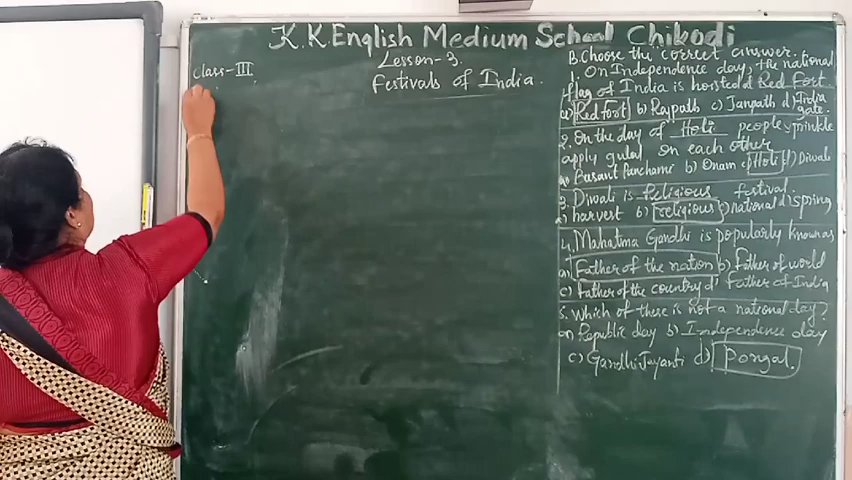 K.K. English Medium School Chikodi
Class-III
Lesson-3.
Festivals of India.
B. Choose the correct answer.
1. On Independence day, the national
flag of India is hoisted at Red Fort
a) Red fort b) Raypath c) Janpath d) India
gate.
2. On the day of Holi people sprinkle
apply gulal on each other
a) Basant Panchami b) Onam c) Holi d) Diwali
3. Diwali is Religious festival.
a) harvest b) religious c) national d) spring
4. Mahatma Gandhi is popularly known as
a) Father of the nation b) father of world
c) father of the country d) father of India
5. Which of there is not a national day?
a) Republic day b) Independence day
c) Gandhi Jayanti d) Pongal.